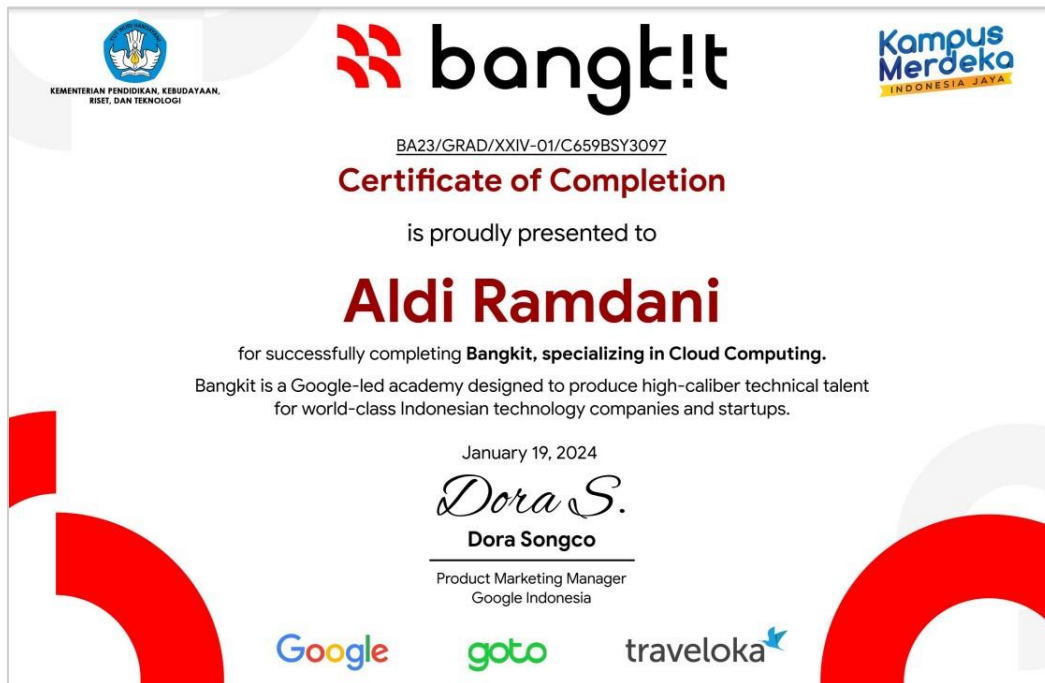 KEMENTERIAN PENDIDIKAN, KEBUDAYAAN,
RISET, DAN TEKNOLOGI
bangk!t
Kampus
Merdeka
INDONESIA JAYA
BA23/GRAD/XXIV-01/C659BSY3097
Certificate of Completion
is proudly presented to
Aldi Ramdani
for successfully completing Bangkit, specializing in Cloud Computing.
Bangkit is a Google-led academy designed to produce high-caliber technical talent
for world-class Indonesian technology companies and startups.
January 19, 2024
Dora S.
Dora Songco
Product Marketing Manager
Google Indonesia
Google
goto
traveloka